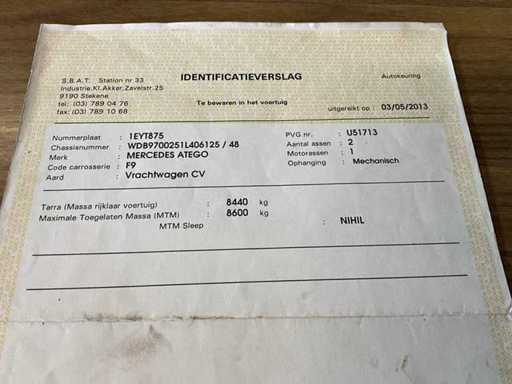 IDENTIFICATIEVERSLAG
Autokeuring
S.B.A.T. Station nr 33
Industrie.Kl.Akker,Zavelstr.25
9190 Stekene
tel: (03) 789 04 76
fax: (03) 789 10 68
Te bewaren in het voertuig
uitgereikt op : 03/05/2013
Nummerplaat : 1EYT875
PVG nr. : U51713
Chassisnummer : WDB9700251L406125 / 48
Aantal assen : 2
Merk : MERCEDES ATEGO
Motorassen : 1
Code carrosserie : F9
Ophanging : Mechanisch
Aard : Vrachtwagen CV
Tarra (Massa rijklaar voertuig) : 8440 kg
Maximale Toegelaten Massa (MTM) : 8600 kg
MTM Sleep : NIHIL